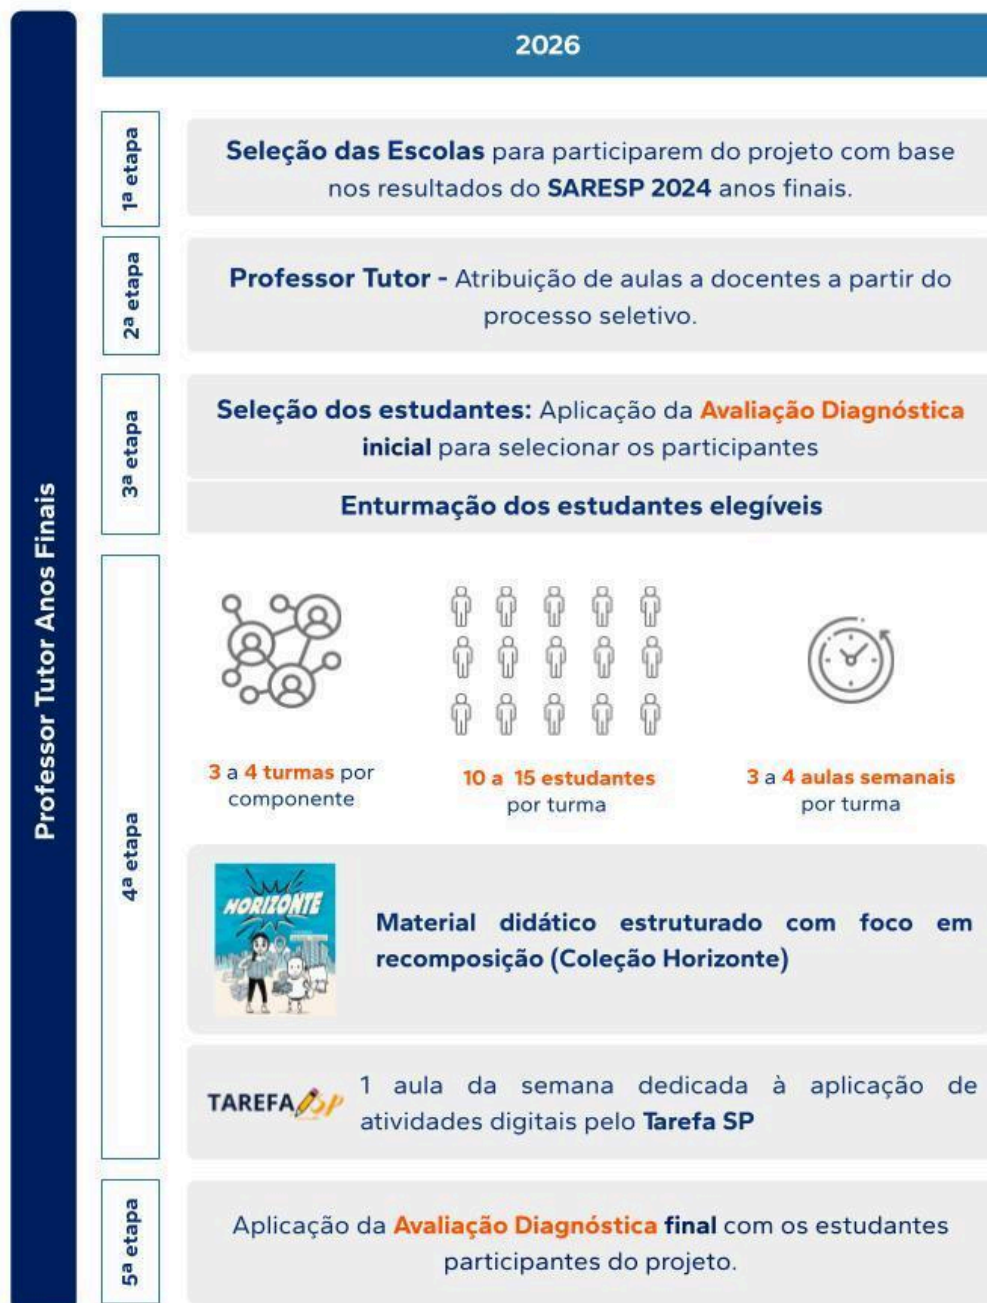 2026
Professor Tutor Anos Finais
1ª etapa
Seleção das Escolas para participarem do projeto com base
nos resultados do SARESP 2024 anos finais.
2ª etapa
Professor Tutor - Atribuição de aulas a docentes a partir do
processo seletivo.
3ª etapa
Seleção dos estudantes: Aplicação da Avaliação Diagnóstica
inicial para selecionar os participantes
Enturmação dos estudantes elegíveis
4ª etapa
3 a 4 turmas por
componente
10 a 15 estudantes
por turma
3 a 4 aulas semanais
por turma
HORIZONTE
Material didático estruturado com foco em
recomposição (Coleção Horizonte)
TAREFA SP
1 aula da semana dedicada à aplicação de
atividades digitais pelo Tarefa SP
5ª etapa
Aplicação da Avaliação Diagnóstica final com os estudantes
participantes do projeto.